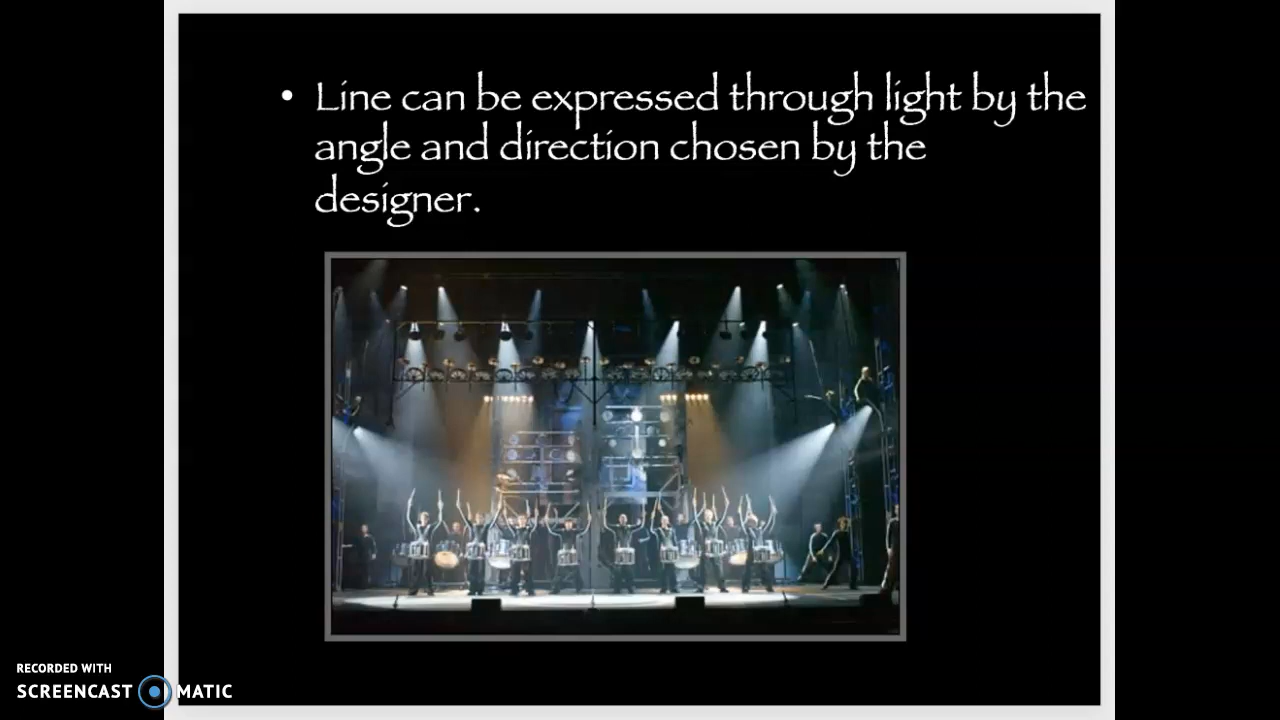 • Line can be expressed through light by the
angle and direction chosen by the
designer.
RECORDED WITH
SCREENCAST MATIC